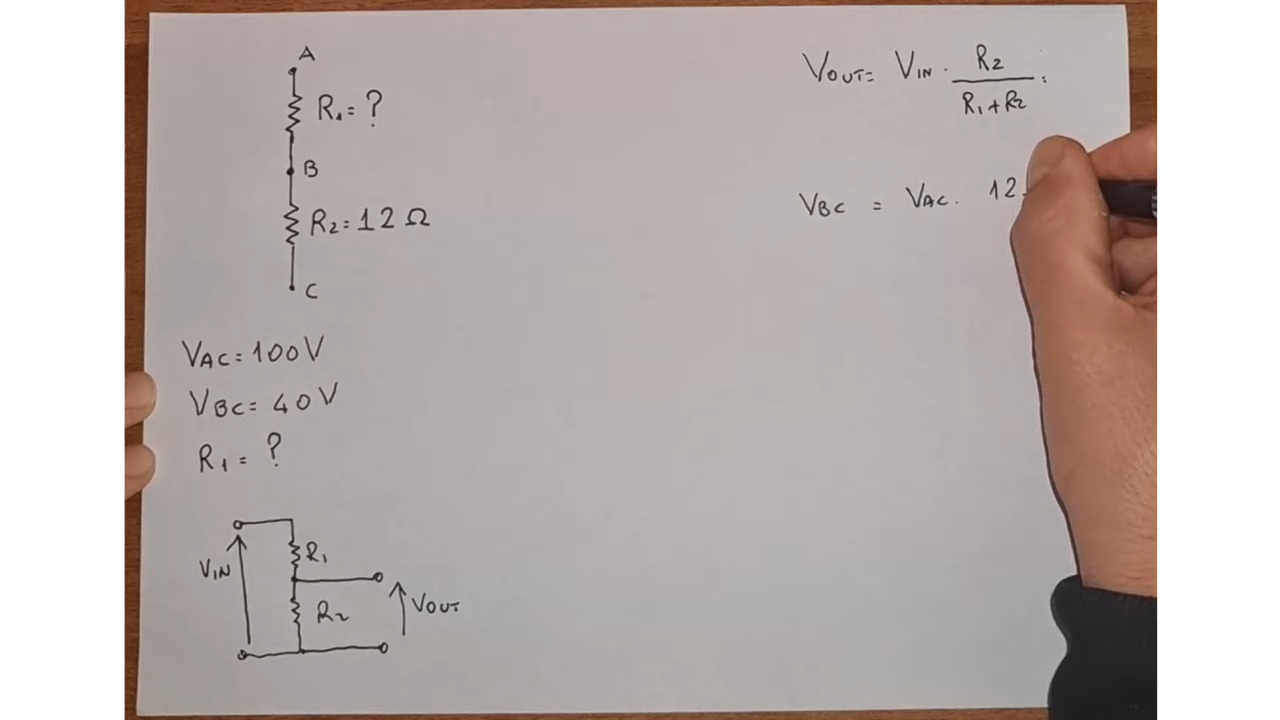 A
R₁ = ?
B
R₂ = 12 Ω
C
VAC = 100 V
VBC = 40 V
R₁ = ?
VIN
R₁
R₂
VOUT
VOUT = VIN · R₂ / R₁ + R₂ =
VBC = VAC · 12